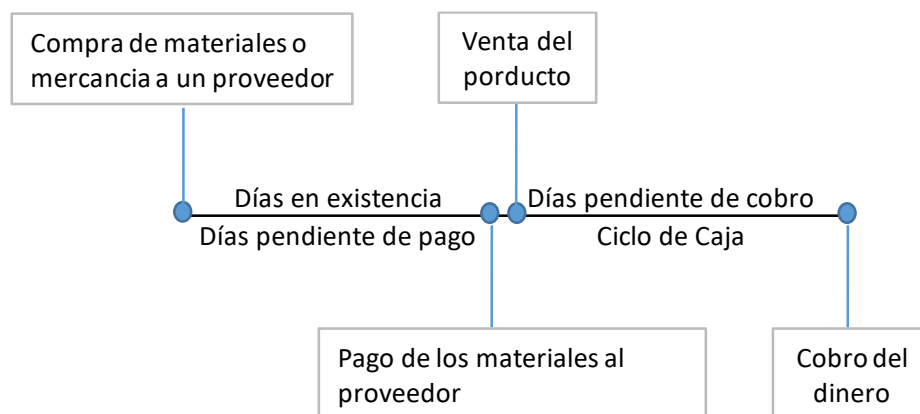 Compra de materiales o
mercancia a un proveedor
Venta del
porducto
Días en existencia
Días pendiente de cobro
Días pendiente de pago
Ciclo de Caja
Pago de los materiales al
proveedor
Cobro del
dinero